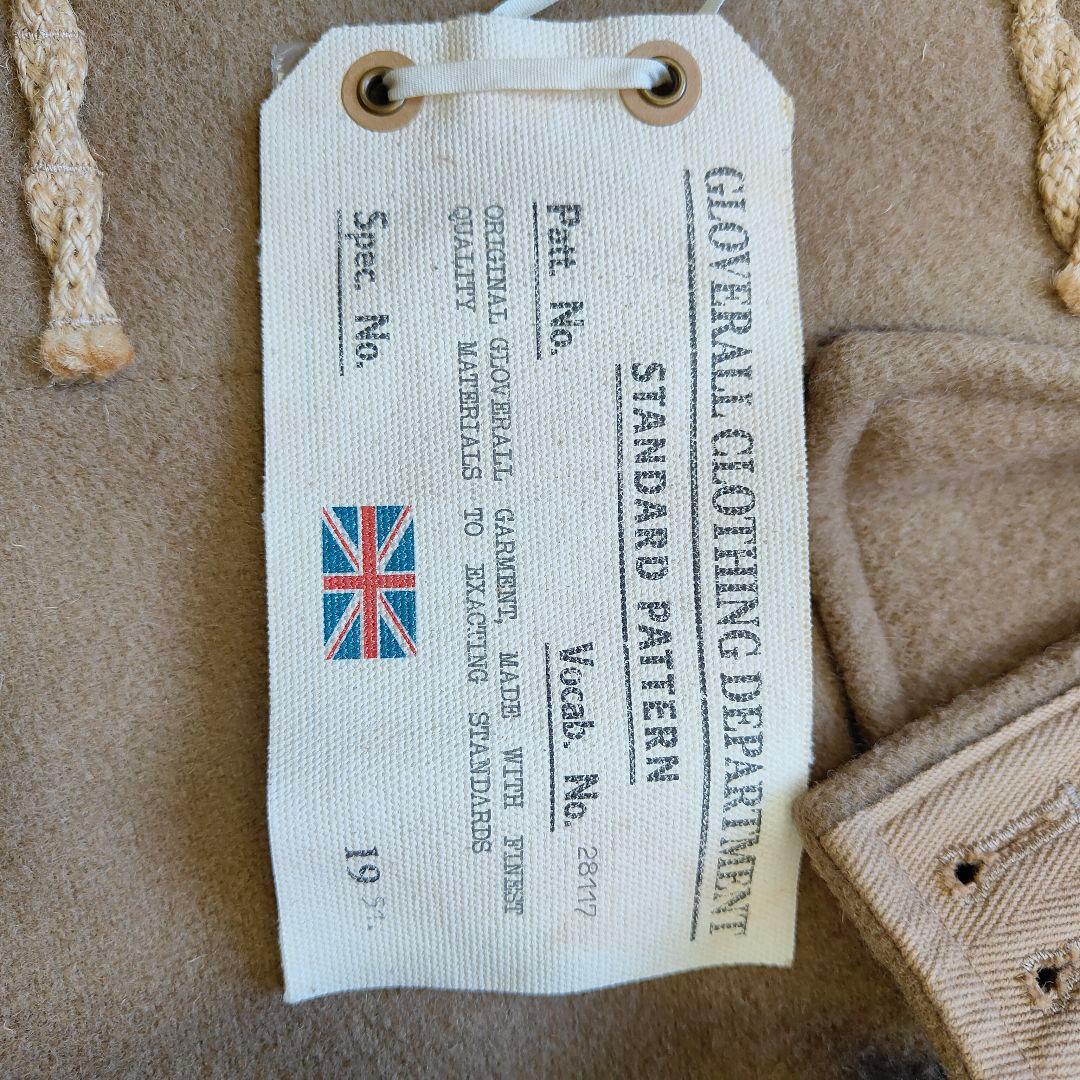 GLOVERALL CLOTHING DEPARTMENT
STANDARD PATTERN
Patt. No. Vocab. No. 28117
ORIGINAL GLOVERALL GARMENT, MADE WITH FINEST
QUALITY MATERIALS TO EXACTING STANDARDS
Spec. No. 1951.